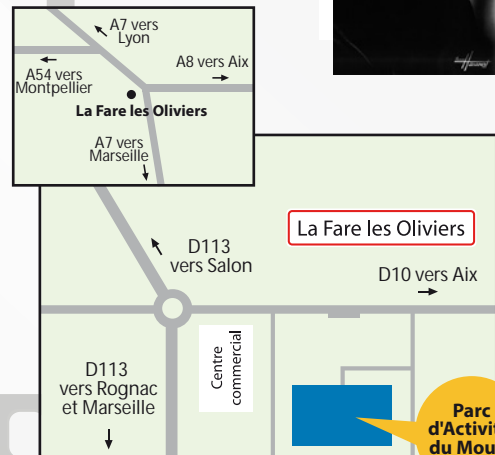 A7 vers
Lyon
A8 vers Aix
A54 vers
Montpellier
La Fare les Oliviers
A7 vers
Marseille
La Fare les Oliviers
D113
vers Salon
D10 vers Aix
Centre
commercial
D113
vers Rognac
et Marseille
Parc
d'Activit
du Mou